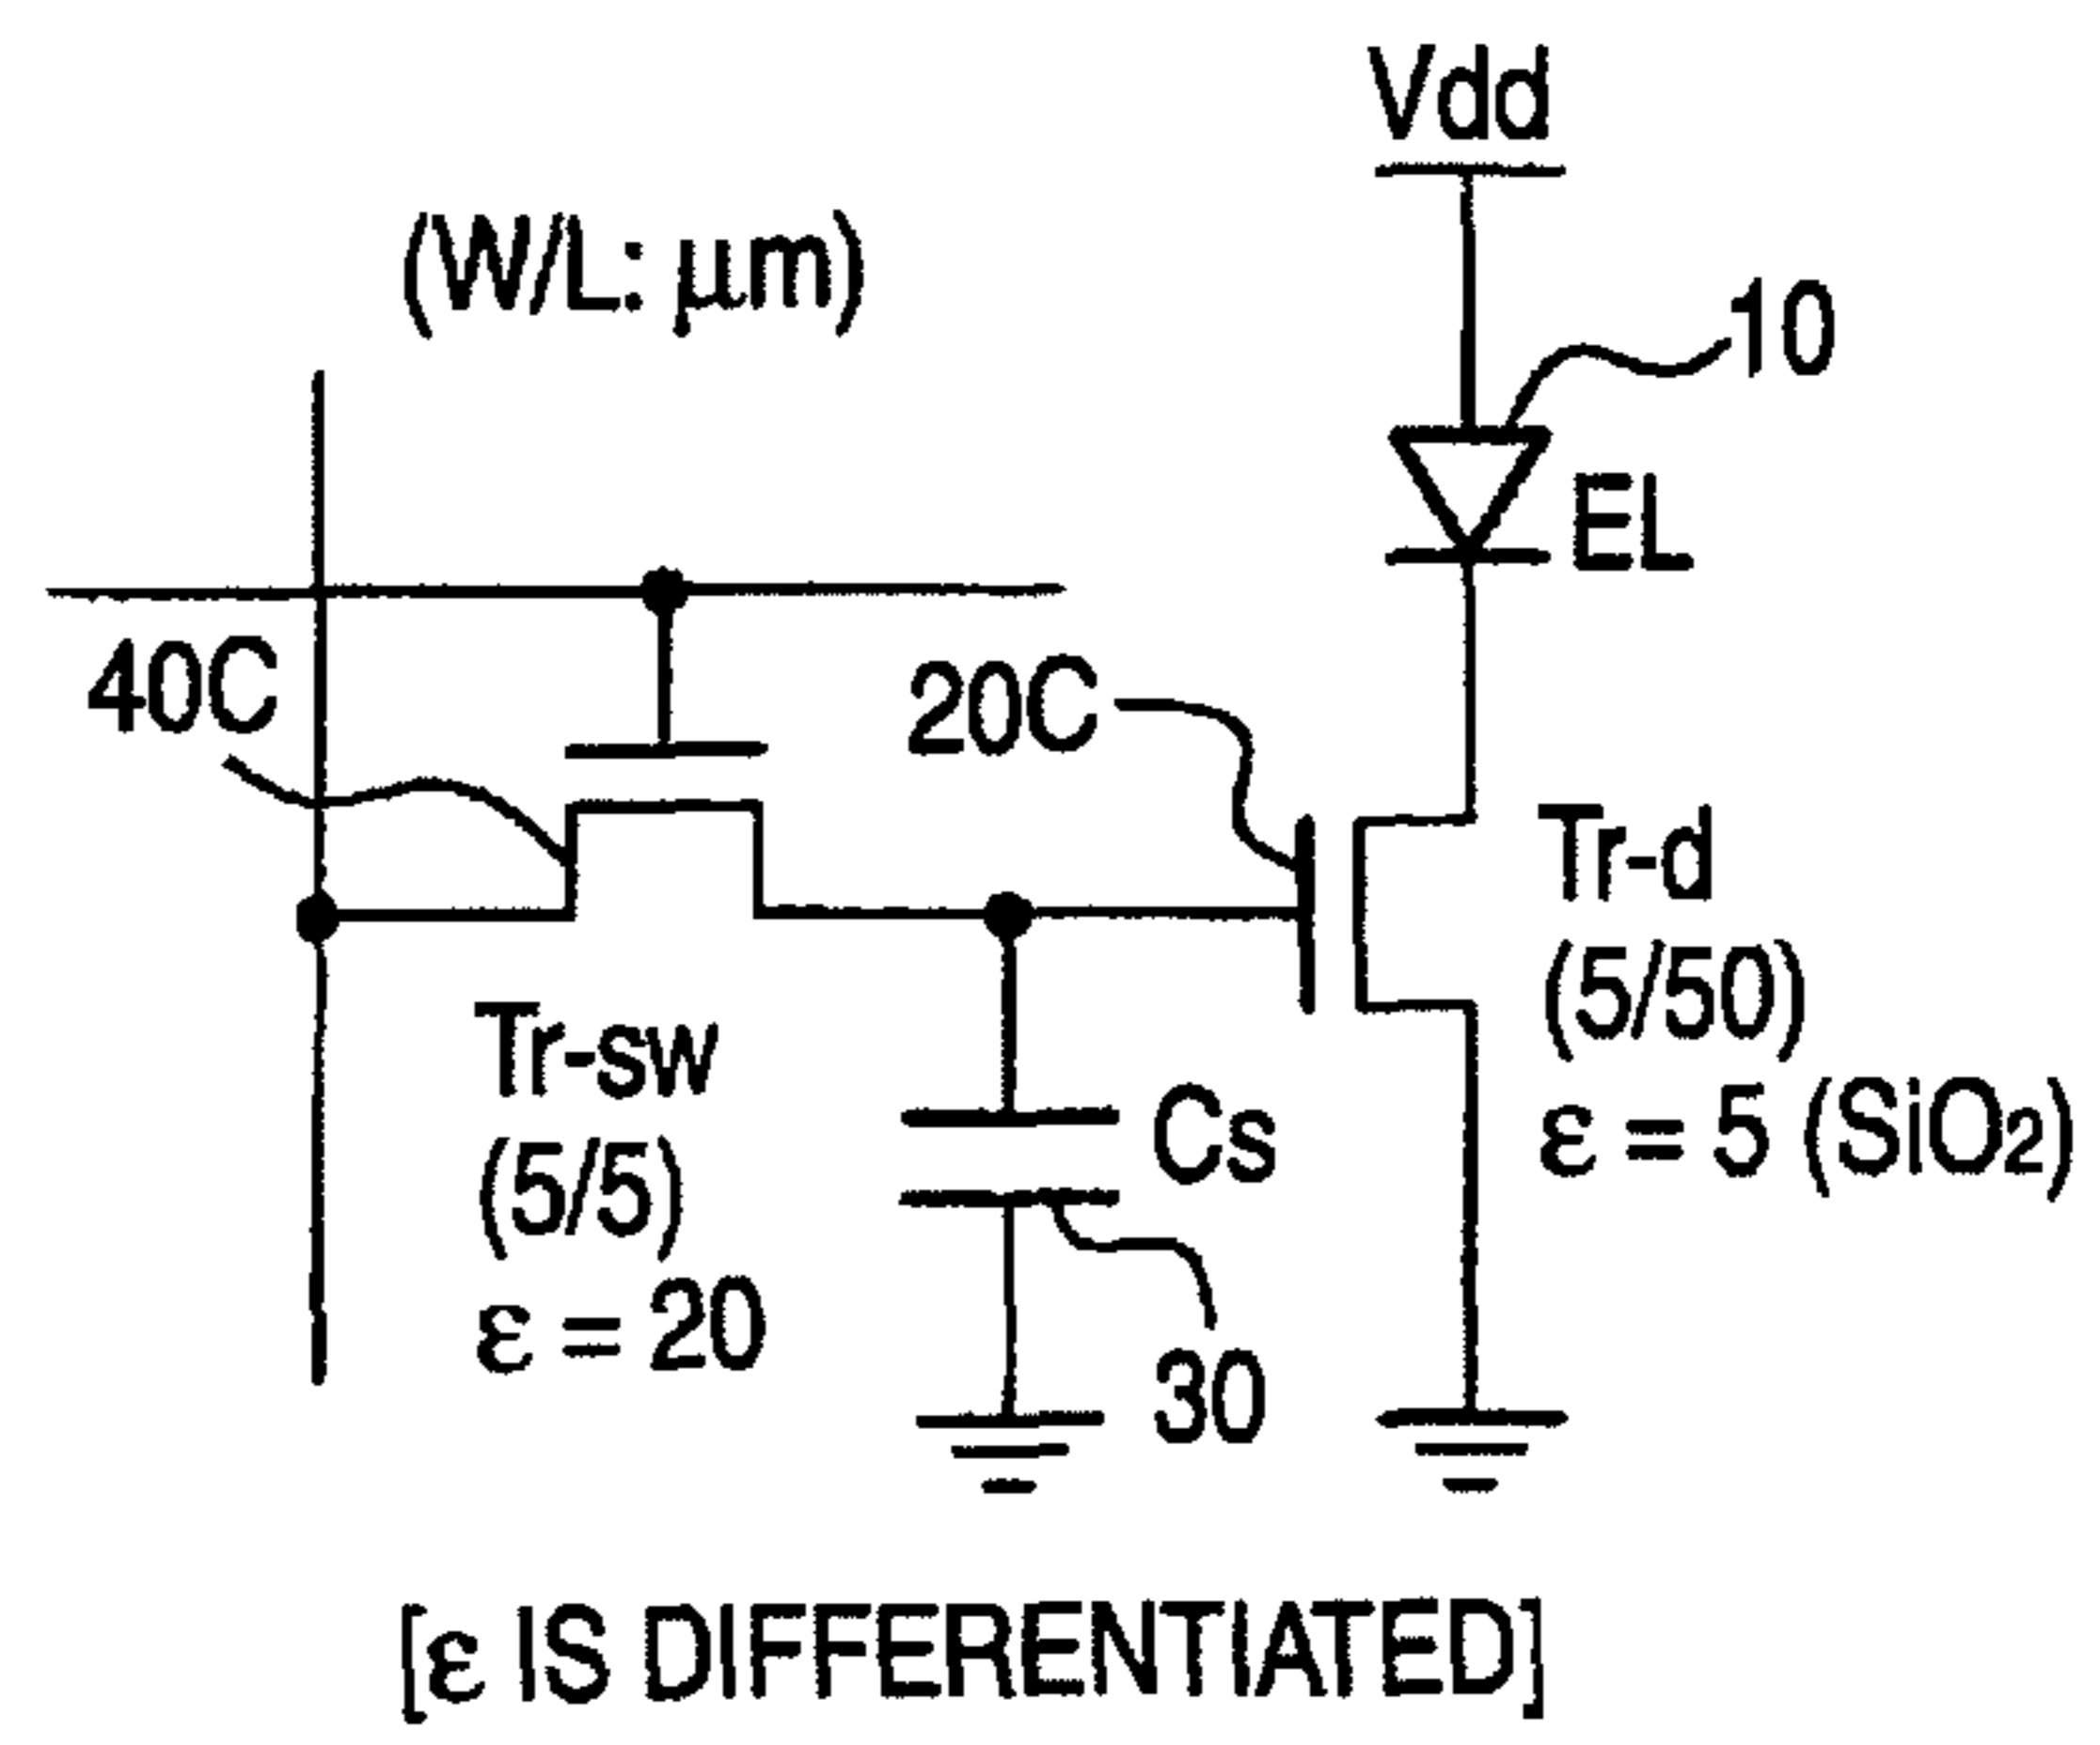 Vdd
(W/L: μm)
10
EL
40C
20C
Tr-d
(5/50)
ε = 5 (SiO2)
Tr-sw
(5/5)
ε = 20
Cs
30
[ε IS DIFFERENTIATED]